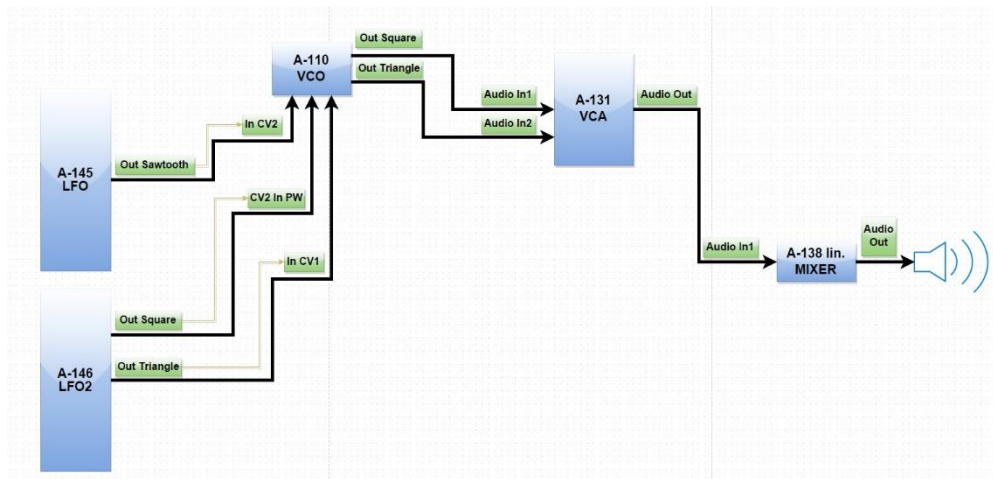 Out Square
A-110
VCO
Out Triangle
Audio In1
Audio In2
A-131
VCA
Audio Out
In CV2
Out Sawtooth
A-145
LFO
CV2 In PW
In CV1
Audio In1
A-138 lin.
MIXER
Audio
Out
Out Square
Out Triangle
A-146
LFO2